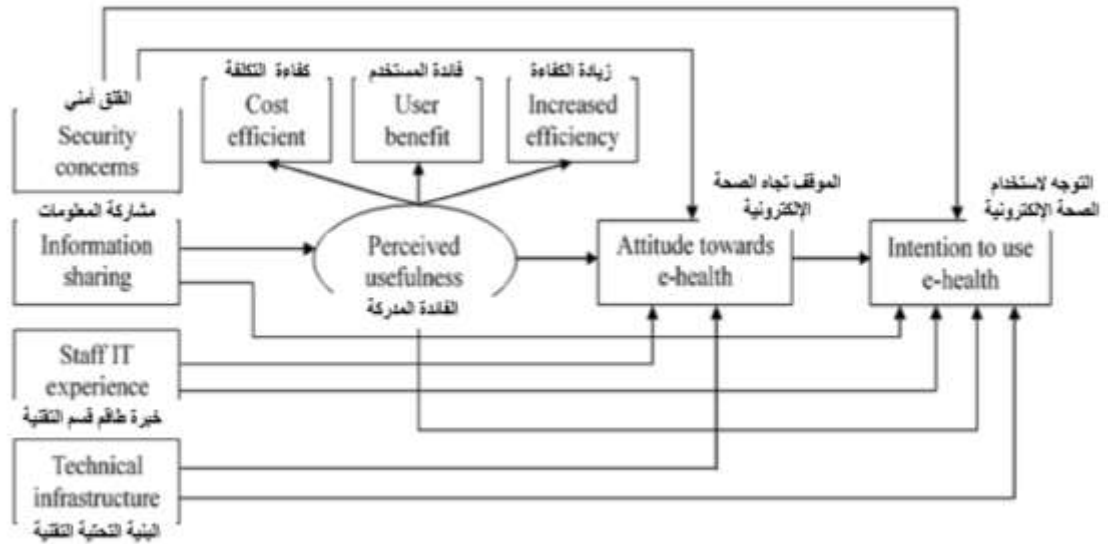 كفاءة التكلفة
Cost
efficient
فائدة المستخدم
User
benefit
زيادة الكفاءة
Increased
efficiency
القلق أمني
Security
concerns
مشاركة المعلومات
Information
sharing
Perceived
usefulness
الفائدة المدركة
الموقف تجاه الصحة
الإلكترونية
Attitude towards
e-health
التوجه لاستخدام
الصحة الإلكترونية
Intention to use
e-health
Staff IT
experience
خبرة طاقم قسم التقنية
Technical
infrastructure
البنية التحتية التقنية